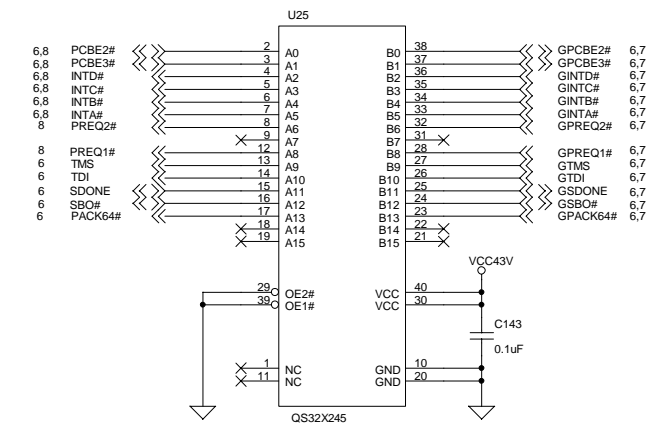 U25
6,8 PCBE2# 2 A0 B0 38 GPCBE2# 6,7
6,8 PCBE3# 3 A1 B1 37 GPCBE3# 6,7
6,8 INTD# 4 A2 B2 36 GINTD# 6,7
6,8 INTC# 5 A3 B3 35 GINTC# 6,7
6,8 INTB# 6 A4 B4 34 GINTB# 6,7
6,8 INTA# 7 A5 B5 33 GINTA# 6,7
8 PREQ2# 8 A6 B6 32 GPREQ2# 6,7
9 A7 B7 31
8 PREQ1# 12 A8 B8 28 GPREQ1# 6,7
6 TMS 13 A9 B9 27 GTMS 6,7
6 TDI 14 A10 B10 26 GTDI 6,7
6 SDONE 15 A11 B11 25 GSDONE 6,7
6 SBO# 16 A12 B12 24 GSBO# 6,7
6 PACK64# 17 A13 B13 23 GPACK64# 6,7
18 A14 B14 22
19 A15 B15 21
VCC43V
29 OE2# VCC 40
39 OE1# VCC 30
C143
0.1uF
1 NC GND 10
11 NC GND 20
QS32X245